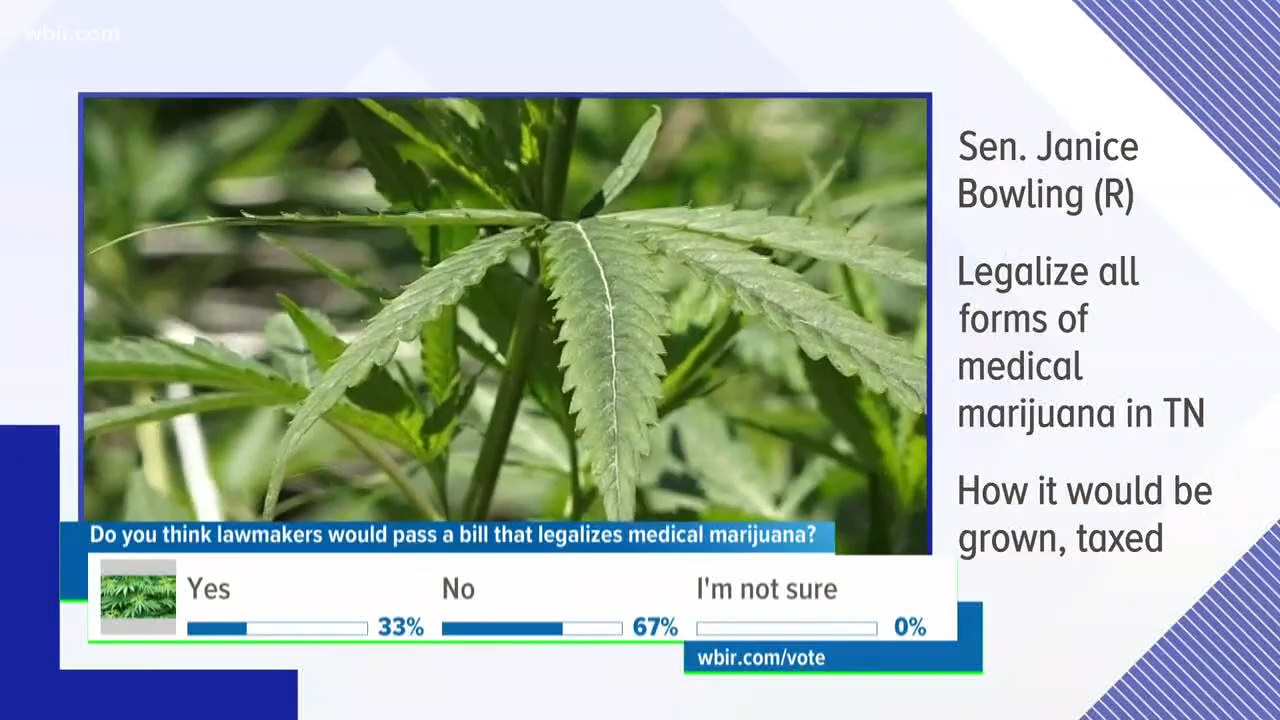 wbir.com
Sen. Janice
Bowling (R)
Legalize all
forms of
medical
marijuana in TN
How it would be
grown, taxed
Do you think lawmakers would pass a bill that legalizes medical marijuana?
Yes
33%
No
67%
I'm not sure
0%
wbir.com/vote